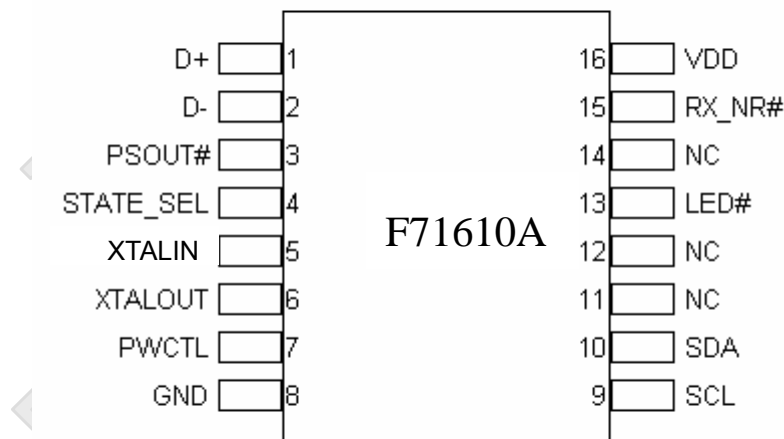 D+ 1 16 VDD
D- 2 15 RX_NR#
PSOUT# 3 14 NC
STATE_SEL 4 13 LED#
F71610A
XTALIN 5 12 NC
XTALOUT 6 11 NC
PWCTL 7 10 SDA
GND 8 9 SCL